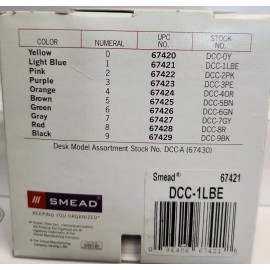 COLOR NUMERAL UPC NO. STOCK NO.
Yellow 0 67420 DCC-0Y
Light Blue 1 67421 DCC-1LBE
Pink 2 67422 DCC-2PK
Purple 3 67423 DCC-3PE
Orange 4 67424 DCC-4OR
Brown 5 67425 DCC-5BN
Green 6 67426 DCC-6GN
Gray 7 67427 DCC-7GY
Red 8 67428 DCC-8R
Black 9 67429 DCC-9BK
Desk Model Assortment Stock No. DCC-A (67430)
SMEAD
KEEPING YOU ORGANIZED
Smead® 67421
DCC-1LBE